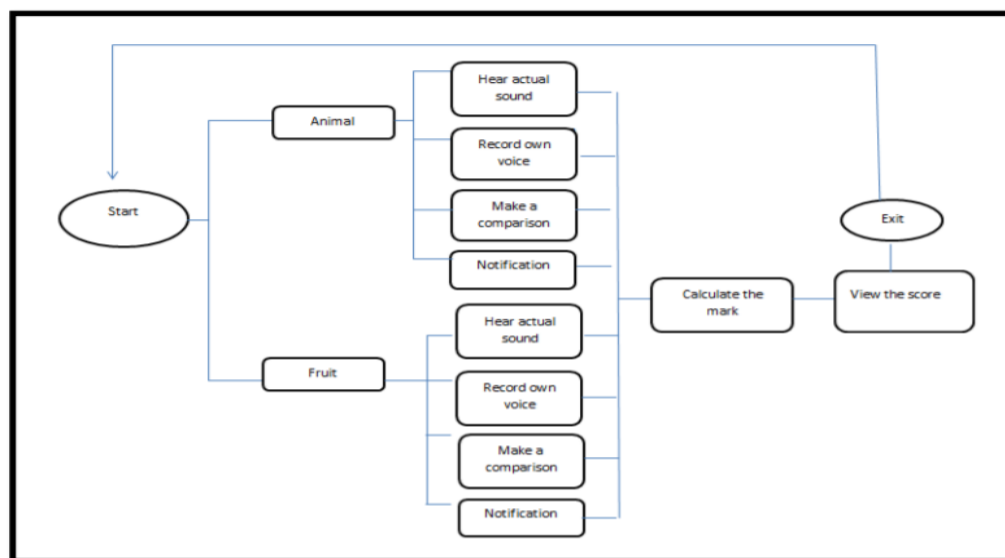 Hear actual
sound
Animal
Record own
voice
Make a
comparison
Notification
Start
Exit
Calculate the
mark
View the score
Hear actual
sound
Fruit
Record own
voice
Make a
comparison
Notification